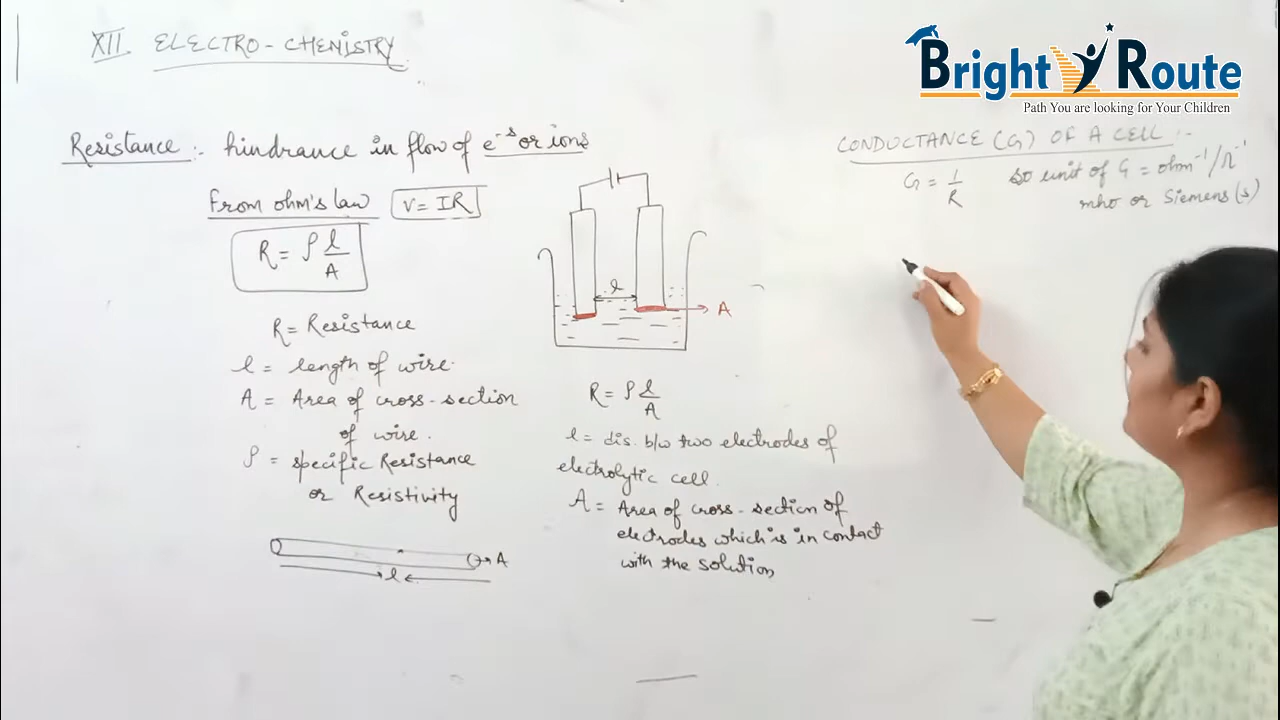 XII ELECTRO-CHEMISTRY
Bright Route
Path You are looking for Your Children
Resistance :- hindrance in flow of e⁻s or ions
From ohm's law V = IR
R = ρ l/A
R = Resistance
l = length of wire.
A = Area of cross-section
of wire.
ρ = specific Resistance
or Resistivity
A
l
l
A
R = ρ l/A
l = dis. b/w two electrodes of
electrolytic cell.
A = Area of cross-section of
electrodes which is in contact
with the solution
CONDUCTANCE (G) OF A CELL :-
G = 1/R so unit of G = ohm⁻¹/Ω⁻¹
mho or Siemens (s)